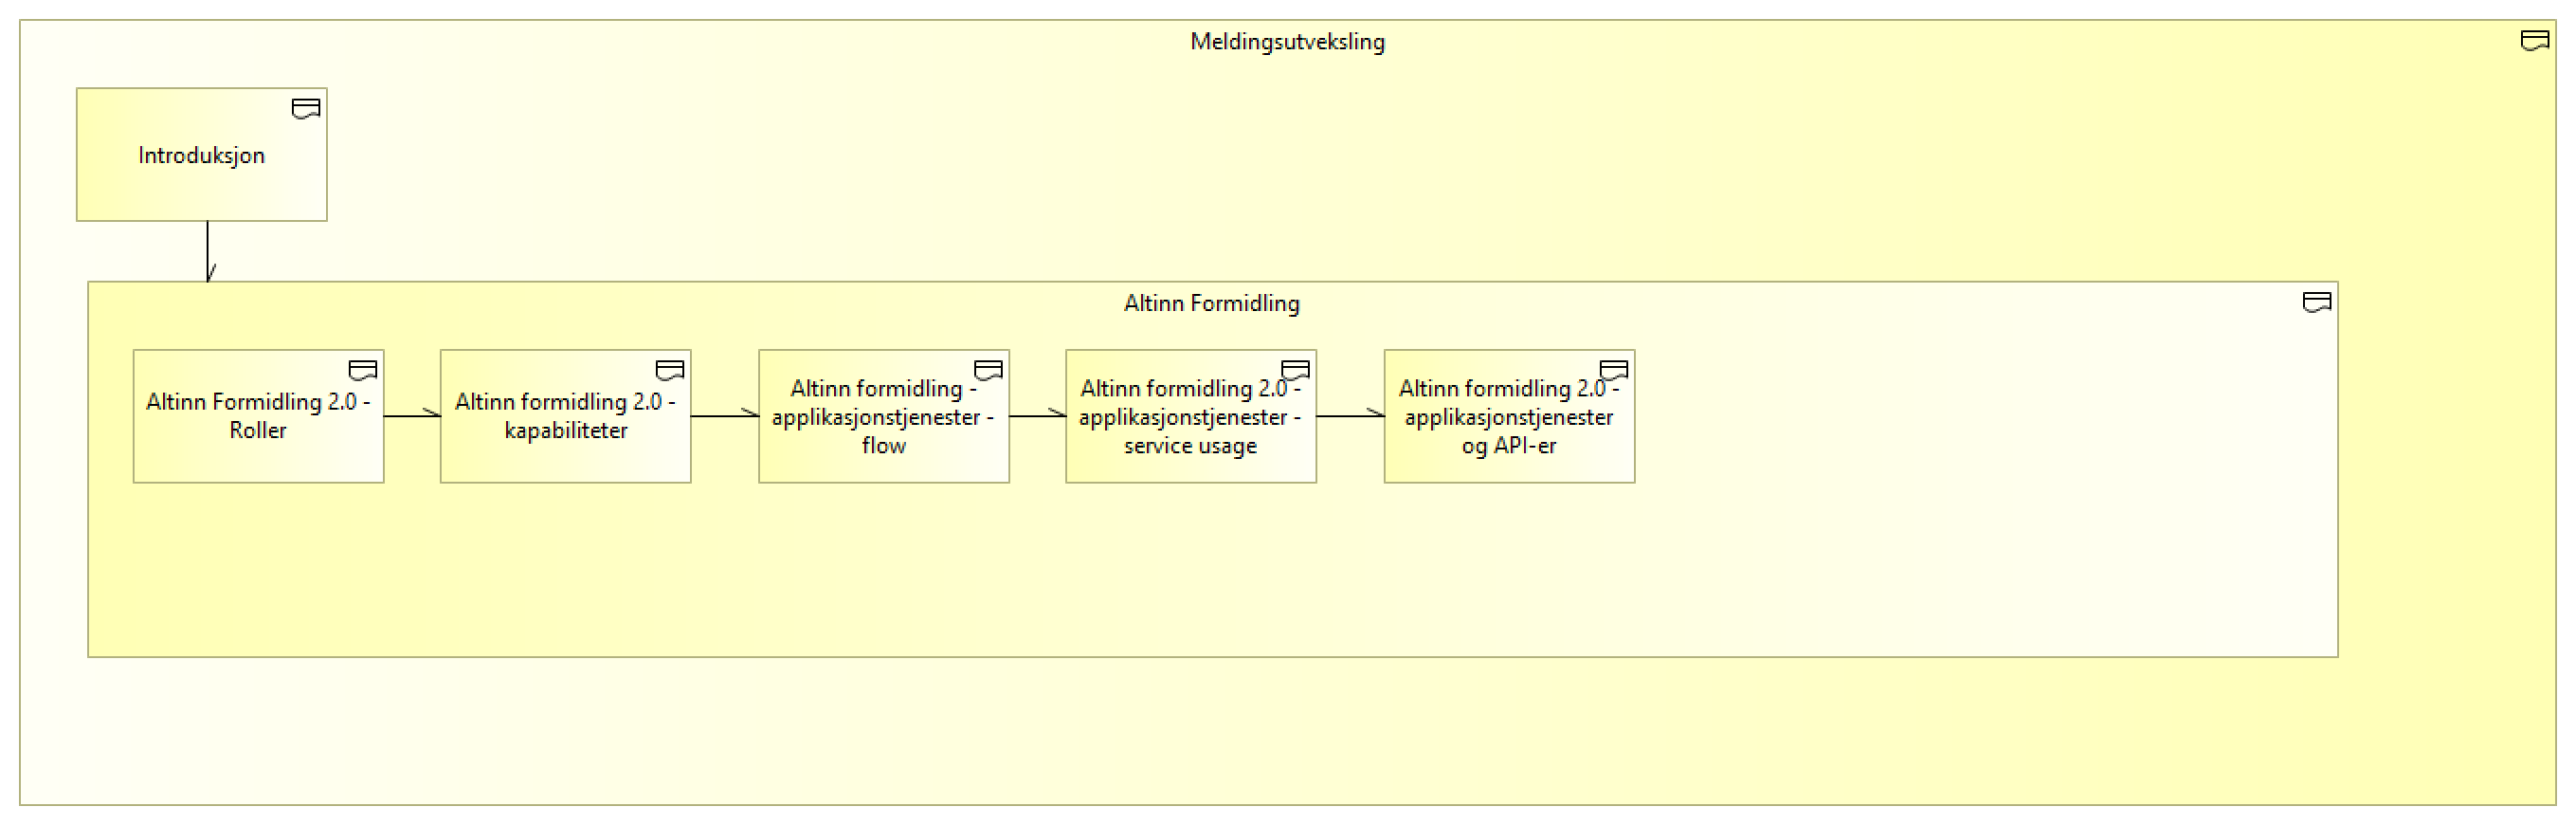 Meldingsutveksling
Introduksjon
Altinn Formidling
Altinn Formidling 2.0 -
Roller
Altinn formidling 2.0 -
kapabiliteter
Altinn formidling -
applikasjonstjenester -
flow
Altinn formidling 2.0 -
applikasjonstjenester -
service usage
Altinn formidling 2.0 -
applikasjonstjenester
og API-er